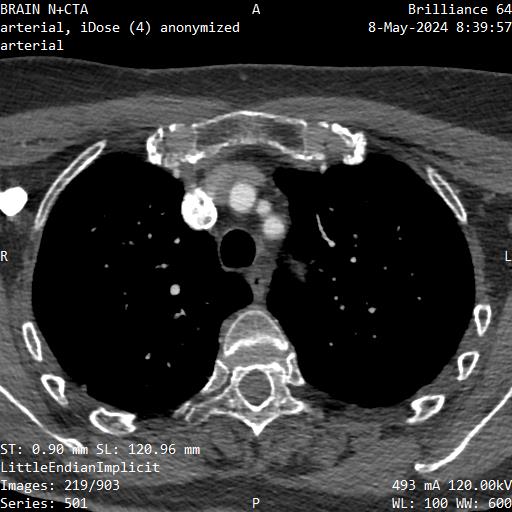 BRAIN N+CTA A Brilliance 64
arterial, iDose (4) anonymized 8-May-2024 8:39:57
arterial
R L
ST: 0.90 mm SL: 120.96 mm
LittleEndianImplicit
Images: 219/903 493 mA 120.00kV
Series: 501 P WL: 100 WW: 600